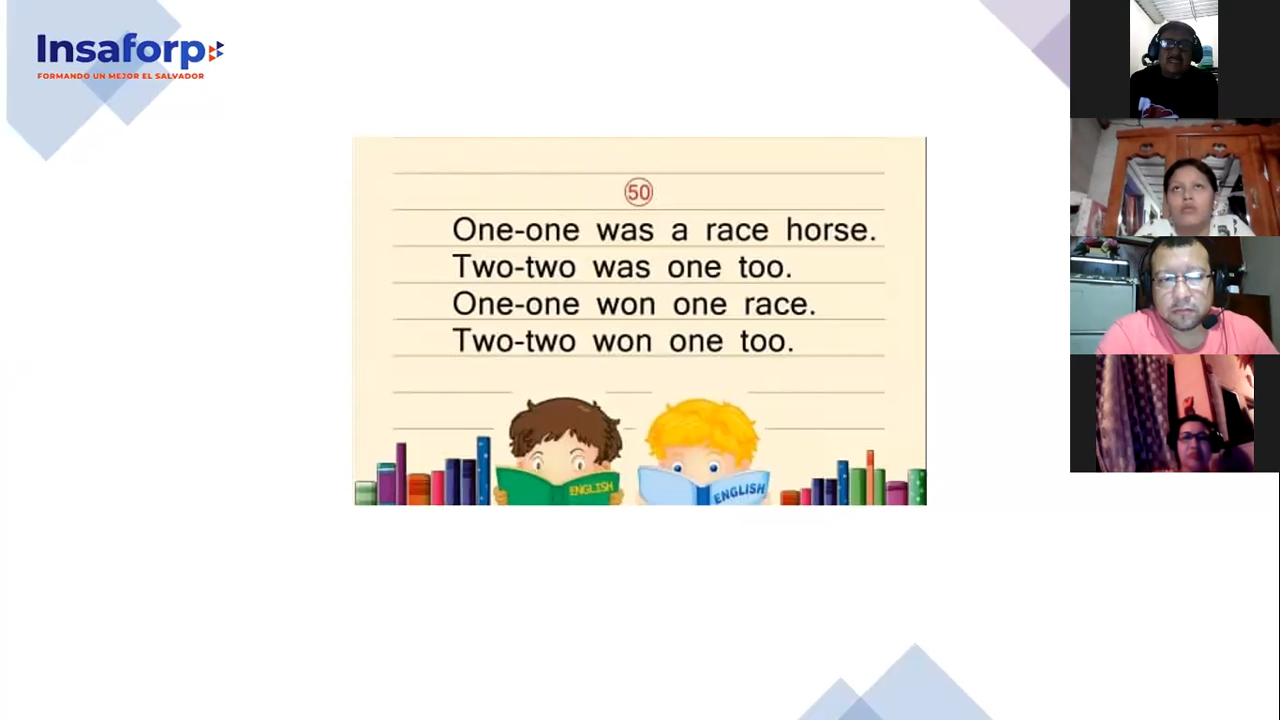 Insaforp
FORMANDO UN MEJOR EL SALVADOR
50
One-one was a race horse.
Two-two was one too.
One-one won one race.
Two-two won one too.
ENGLISH
ENGLISH